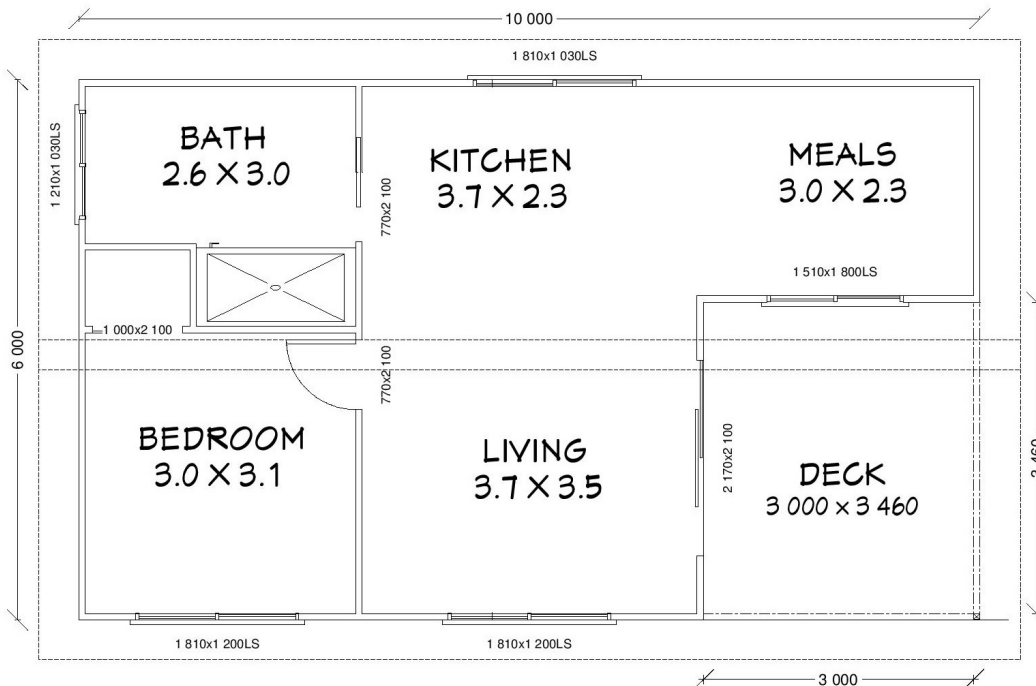 10 000
1 810x1 030LS
1 210x1 030LS
BATH
2.6 X 3.0
KITCHEN
3.7 X 2.3
MEALS
3.0 X 2.3
770x2 100
1 510x1 800LS
1 000x2 100
6 000
770x2 100
BEDROOM
3.0 X 3.1
LIVING
3.7 X 3.5
2 170x2 100
DECK
3 000 x 3 460
1 810x1 200LS
1 810x1 200LS
3 000